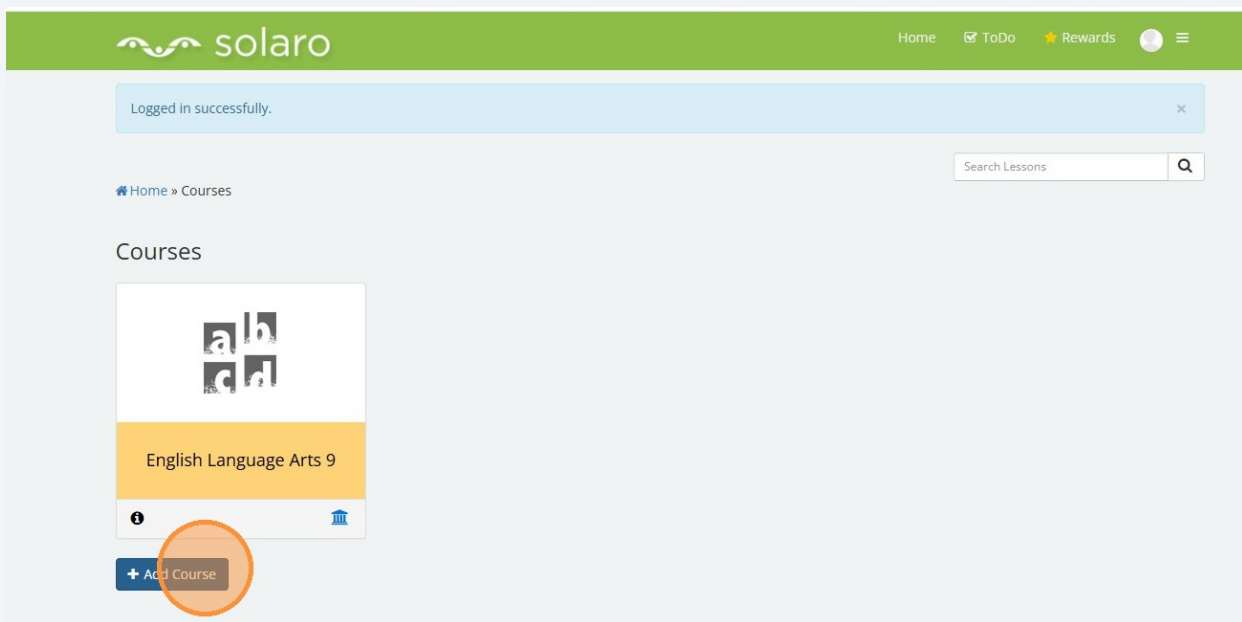 solaro
Home ToDo Rewards
Logged in successfully. ×
Search Lessons
Home » Courses
Courses
a b
c d
English Language Arts 9
+ Add Course